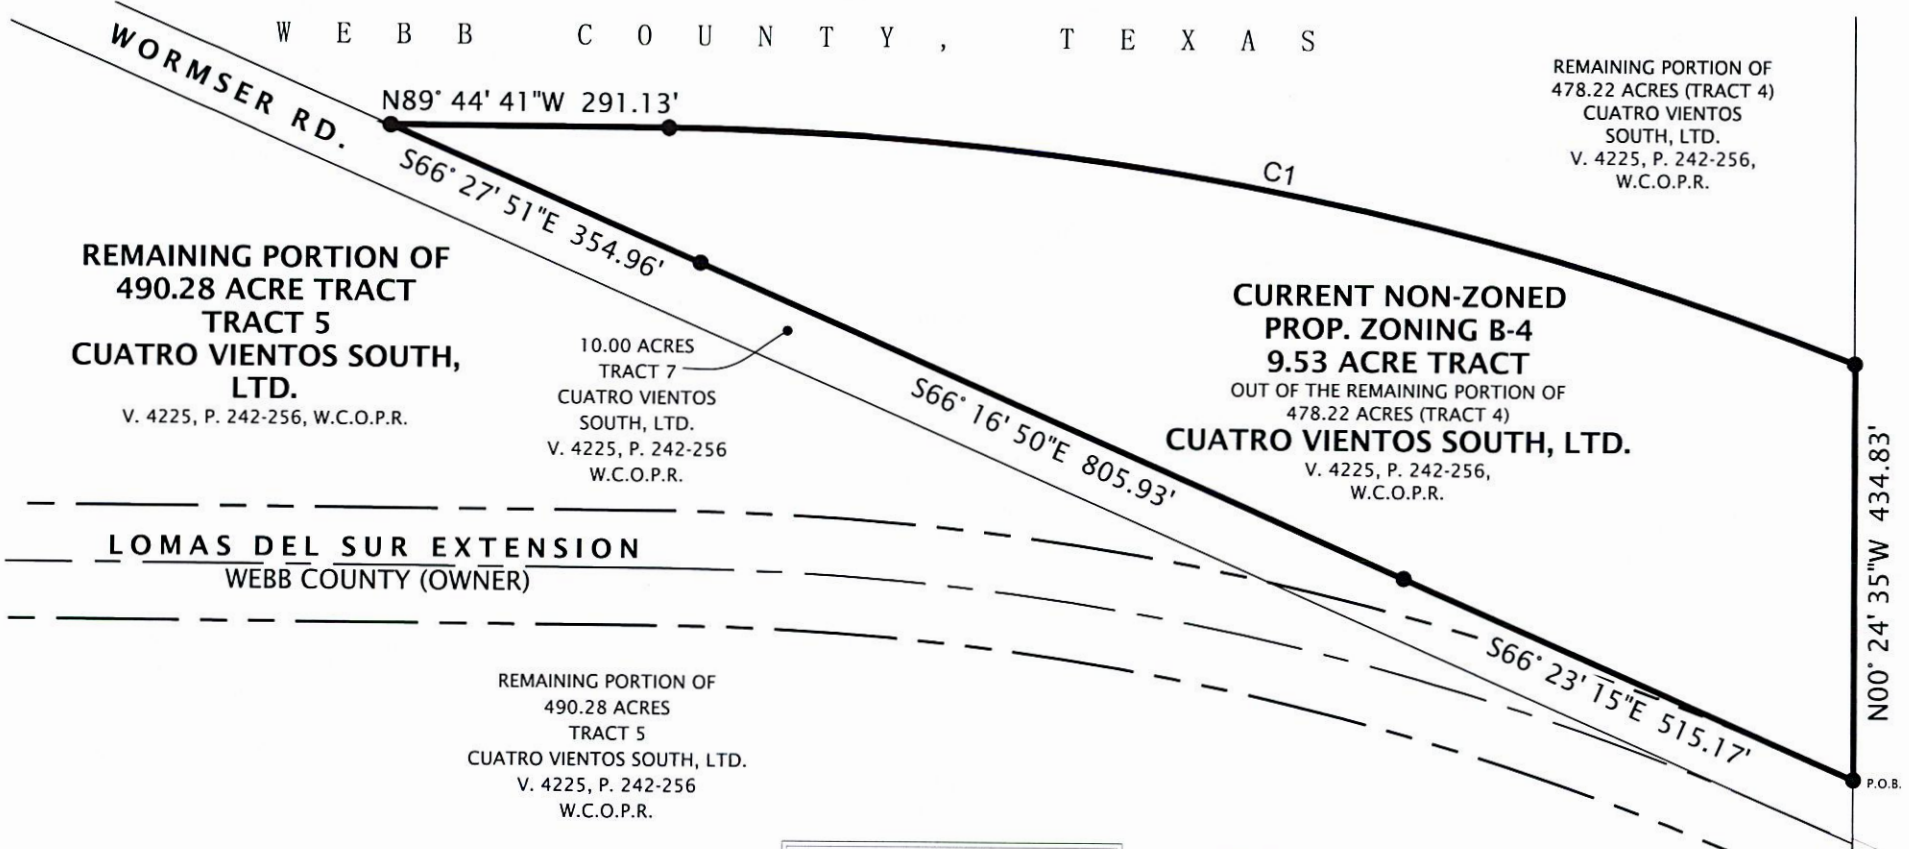 W E B B C O U N T Y , T E X A S
WORMSER RD.
N89° 44' 41"W 291.13'
S66° 27' 51"E 354.96'
C1
REMAINING PORTION OF
478.22 ACRES (TRACT 4)
CUATRO VIENTOS
SOUTH, LTD.
V. 4225, P. 242-256,
W.C.O.P.R.
REMAINING PORTION OF
490.28 ACRE TRACT
TRACT 5
CUATRO VIENTOS SOUTH,
LTD.
V. 4225, P. 242-256, W.C.O.P.R.
10.00 ACRES
TRACT 7
CUATRO VIENTOS
SOUTH, LTD.
V. 4225, P. 242-256
W.C.O.P.R.
S66° 16' 50"E 805.93'
CURRENT NON-ZONED
PROP. ZONING B-4
9.53 ACRE TRACT
OUT OF THE REMAINING PORTION OF
478.22 ACRES (TRACT 4)
CUATRO VIENTOS SOUTH, LTD.
V. 4225, P. 242-256,
W.C.O.P.R.
N00° 24' 35"W 434.83'
LOMAS DEL SUR EXTENSION
WEBB COUNTY (OWNER)
S66° 23' 15"E 515.17'
P.O.B.
REMAINING PORTION OF
490.28 ACRES
TRACT 5
CUATRO VIENTOS SOUTH, LTD.
V. 4225, P. 242-256
W.C.O.P.R.